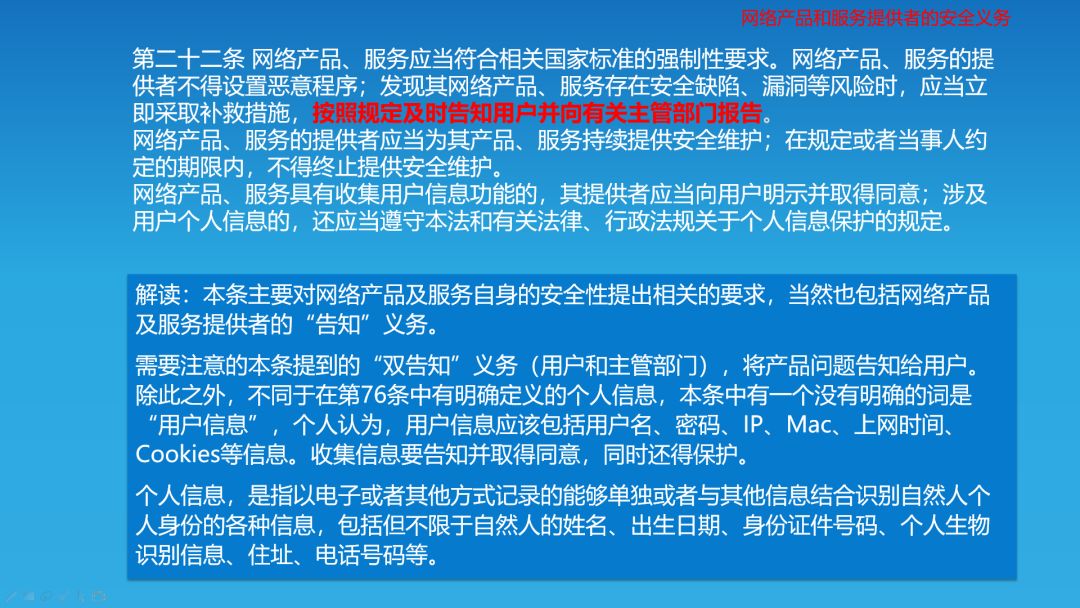 网络产品和服务提供者的安全义务
第二十二条 网络产品、服务应当符合相关国家标准的强制性要求。网络产品、服务的提
供者不得设置恶意程序；发现其网络产品、服务存在安全缺陷、漏洞等风险时，应当立
即采取补救措施，按照规定及时告知用户并向有关主管部门报告。
网络产品、服务的提供者应当为其产品、服务持续提供安全维护；在规定或者当事人约
定的期限内，不得终止提供安全维护。
网络产品、服务具有收集用户信息功能的，其提供者应当向用户明示并取得同意；涉及
用户个人信息的，还应当遵守本法和有关法律、行政法规关于个人信息保护的规定。
解读：本条主要对网络产品及服务自身的安全性提出相关的要求，当然也包括网络产品
及服务提供者的“告知”义务。
需要注意的本条提到的“双告知”义务（用户和主管部门），将产品问题告知给用户。
除此之外，不同于在第76条中有明确定义的个人信息，本条中有一个没有明确的词是
“用户信息”，个人认为，用户信息应该包括用户名、密码、IP、Mac、上网时间、
Cookies等信息。收集信息要告知并取得同意，同时还得保护。
个人信息，是指以电子或者其他方式记录的能够单独或者与其他信息结合识别自然人个
人身份的各种信息，包括但不限于自然人的姓名、出生日期、身份证件号码、个人生物
识别信息、住址、电话号码等。